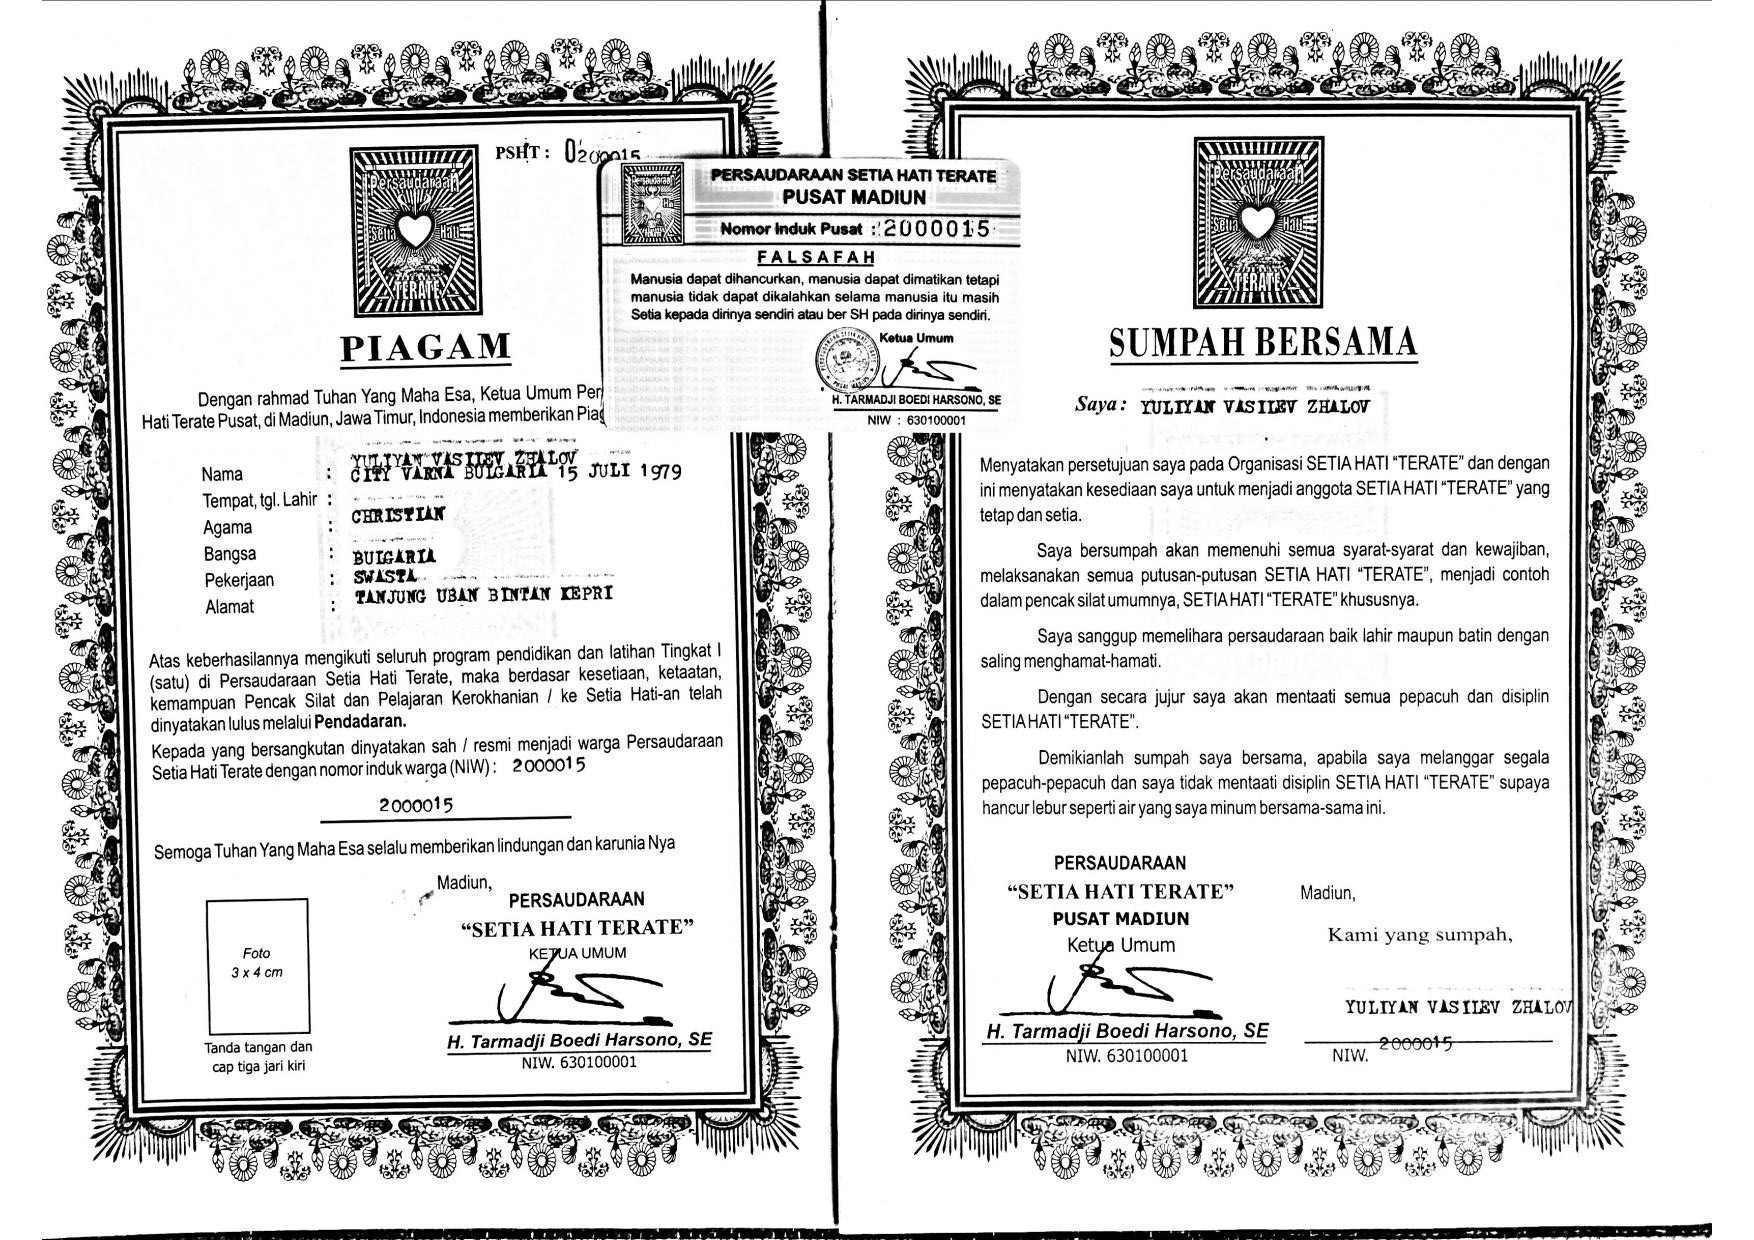 PSHT : 0200015
Persaudaraan
Setia Hati
TERATE
PIAGAM
Dengan rahmad Tuhan Yang Maha Esa, Ketua Umum Per
Hati Terate Pusat, di Madiun, Jawa Timur, Indonesia memberikan Piag
Nama : YULIYAN VASILEV ZHALOV
Tempat, tgl. Lahir : CITY VARNA BULGARIA 15 JULI 1979
Agama : CHRISTIAN
Bangsa : BULGARIA
Pekerjaan : SWASTA
Alamat : TANJUNG UBAN BINTAN KEPRI
Atas keberhasilannya mengikuti seluruh program pendidikan dan latihan Tingkat I
(satu) di Persaudaraan Setia Hati Terate, maka berdasar kesetiaan, ketaatan,
kemampuan Pencak Silat dan Pelajaran Kerokhanian / ke Setia Hati-an telah
dinyatakan lulus melalui Pendadaran.
Kepada yang bersangkutan dinyatakan sah / resmi menjadi warga Persaudaraan
Setia Hati Terate dengan nomor induk warga (NIW) : 2000015
2000015
Semoga Tuhan Yang Maha Esa selalu memberikan lindungan dan karunia Nya
Madiun,
PERSAUDARAAN
“SETIA HATI TERATE”
KETUA UMUM
H. Tarmadji Boedi Harsono, SE
NIW. 630100001
Foto
3 x 4 cm
Tanda tangan dan
cap tiga jari kiri
PERSAUDARAAN SETIA HATI TERATE
PUSAT MADIUN
Nomor Induk Pusat : 2000015
FALSAFAH
Manusia dapat dihancurkan, manusia dapat dimatikan tetapi
manusia tidak dapat dikalahkan selama manusia itu masih
Setia kepada dirinya sendiri atau ber SH pada dirinya sendiri.
Ketua Umum
H. TARMADJI BOEDI HARSONO, SE
NIW : 630100001
Persaudaraan
Setia Hati
TERATE
SUMPAH BERSAMA
Saya : YULIYAN VASILEV ZHALOV
Menyatakan persetujuan saya pada Organisasi SETIA HATI “TERATE” dan dengan
ini menyatakan kesediaan saya untuk menjadi anggota SETIA HATI “TERATE” yang
tetap dan setia.
Saya bersumpah akan memenuhi semua syarat-syarat dan kewajiban,
melaksanakan semua putusan-putusan SETIA HATI “TERATE”, menjadi contoh
dalam pencak silat umumnya, SETIA HATI “TERATE” khususnya.
Saya sanggup memelihara persaudaraan baik lahir maupun batin dengan
saling menghamat-hamati.
Dengan secara jujur saya akan mentaati semua pepacuh dan disiplin
SETIA HATI “TERATE”.
Demikianlah sumpah saya bersama, apabila saya melanggar segala
pepacuh-pepacuh dan saya tidak mentaati disiplin SETIA HATI “TERATE” supaya
hancur lebur seperti air yang saya minum bersama-sama ini.
PERSAUDARAAN
“SETIA HATI TERATE”
PUSAT MADIUN
Ketua Umum
H. Tarmadji Boedi Harsono, SE
NIW. 630100001
Madiun,
Kami yang sumpah,
YULIYAN VASILEV ZHALOV
NIW. 2000015